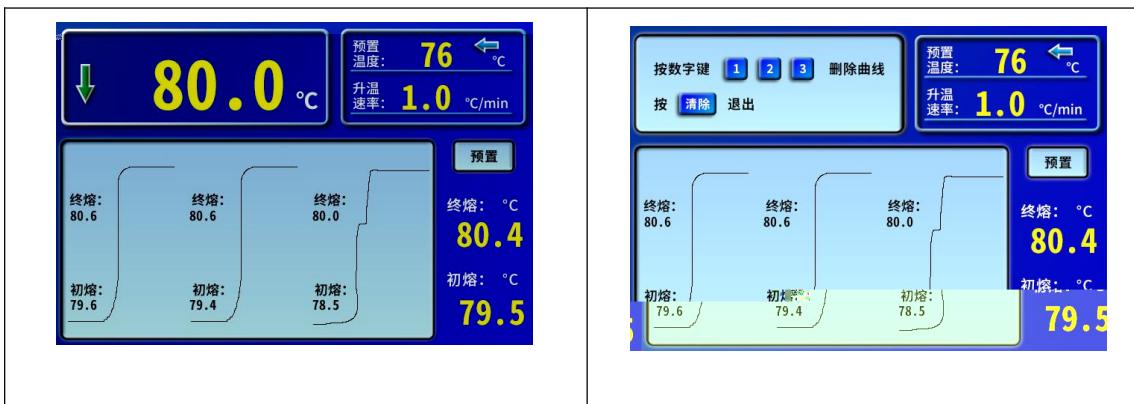 80.0 °C
预置
温度: 76 °C
升温
速率: 1.0 °C/min
预置
终熔: 终熔: 终熔:
80.6 80.6 80.0
终熔: °C
80.4
初熔: 初熔: 初熔:
79.6 79.4 78.5
初熔: °C
79.5
按数字键 1 2 3 删除曲线
按 清除 退出
预置
温度: 76 °C
升温
速率: 1.0 °C/min
预置
终熔: 终熔: 终熔:
80.6 80.6 80.0
终熔: °C
80.4
初熔: 初熔:
79.6 79.4 78.5
初熔: °C
79.5